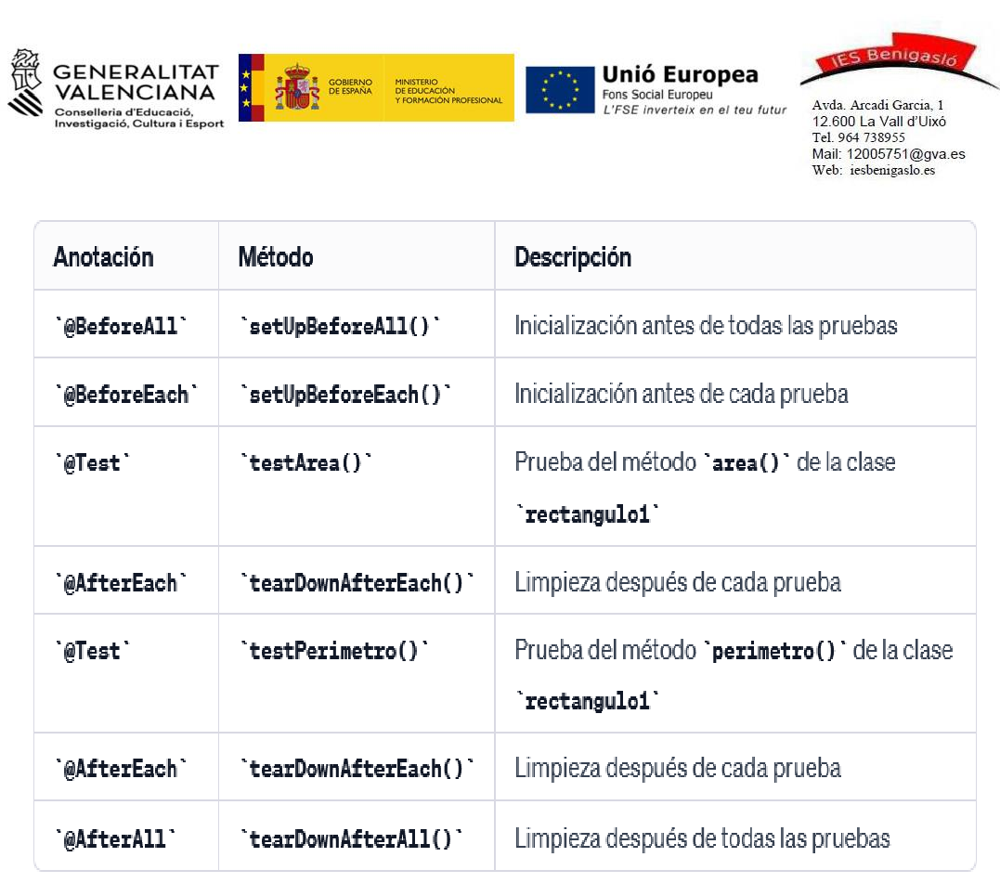 GENERALITAT
VALENCIANA
Conselleria d'Educació,
Investigació, Cultura i Esport
GOBIERNO
DE ESPAÑA
MINISTERIO
DE EDUCACIÓN
Y FORMACIÓN PROFESIONAL
Unió Europea
Fons Social Europeu
L'FSE inverteix en el teu futur
IES Benigasló
Avda. Arcadi Garcia, 1
12.600 La Vall d'Uixó
Tel. 964 738955
Mail: 12005751@gva.es
Web: iesbenigaslo.es
Anotación Método Descripción
`@BeforeAll` `setUpBeforeAll()` Inicialización antes de todas las pruebas
`@BeforeEach` `setUpBeforeEach()` Inicialización antes de cada prueba
`@Test` `testArea()` Prueba del método `area()` de la clase
`rectangulo1`
`@AfterEach` `tearDownAfterEach()` Limpieza después de cada prueba
`@Test` `testPerimetro()` Prueba del método `perimetro()` de la clase
`rectangulo1`
`@AfterEach` `tearDownAfterEach()` Limpieza después de cada prueba
`@AfterAll` `tearDownAfterAll()` Limpieza después de todas las pruebas